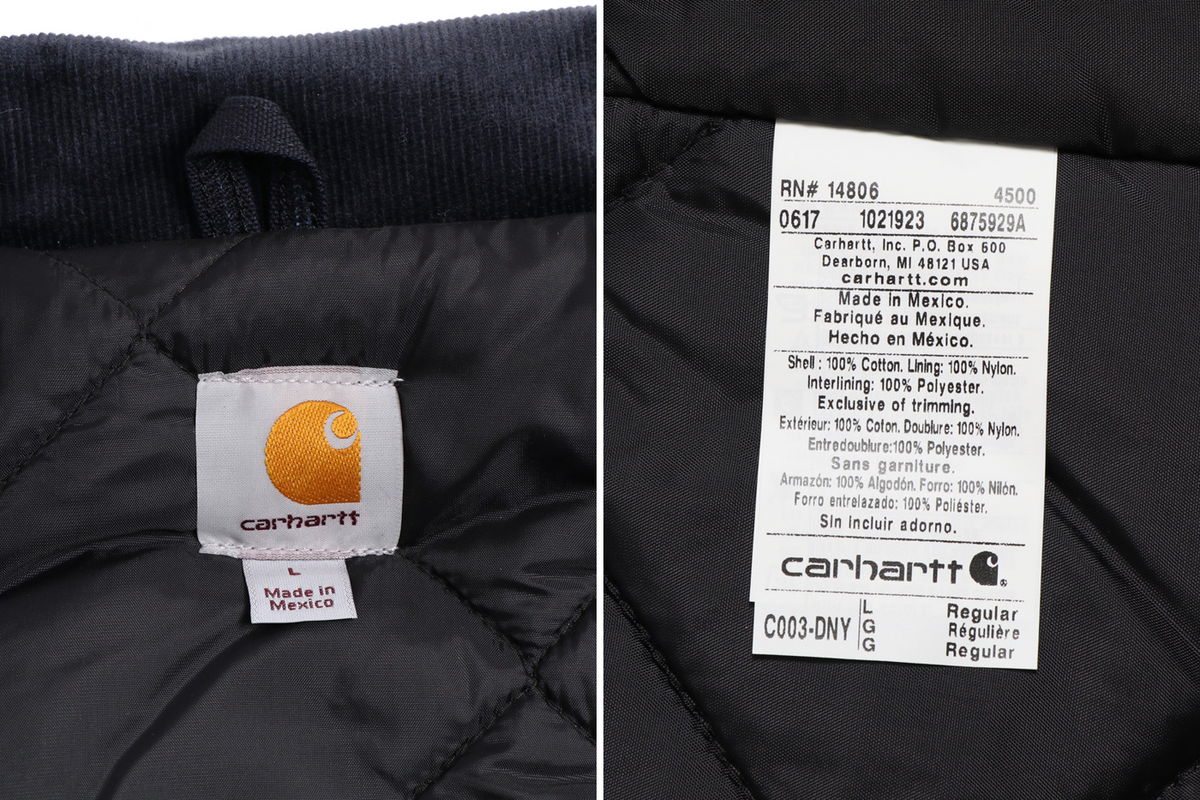 carhartt
L
Made in
Mexico
RN# 14806 4500
0617 1021923 6875929A
Carhartt, Inc. P.O. Box 600
Dearborn, MI 48121 USA
carhartt.com
Made in Mexico.
Fabriqué au Mexique.
Hecho en México.
Shell : 100% Cotton. Lining: 100% Nylon.
Interlining: 100% Polyester.
Exclusive of trimming.
Extérieur: 100% Coton. Doublure: 100% Nylon.
Entredoublure:100% Polyester.
Sans garniture.
Armazón: 100% Algodón. Forro: 100% Nilón.
Forro entrelazado: 100% Poliéster.
Sin incluir adorno.
carhartt
C003-DNY L Regular
G Régulière
G Regular